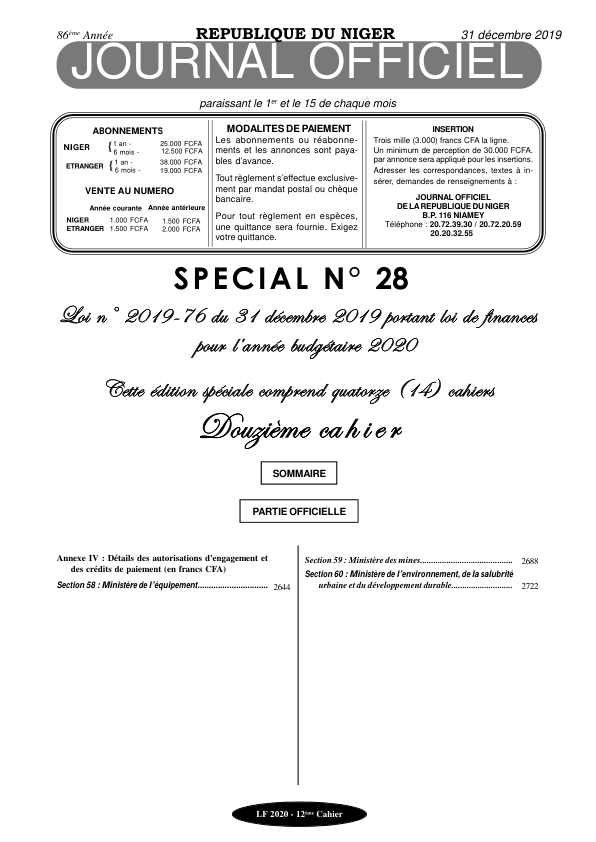 86ème Année
REPUBLIQUE DU NIGER
31 décembre 2019
JOURNAL OFFICIEL
paraissant le 1er et le 15 de chaque mois
ABONNEMENTS
NIGER { 1 an - 25.000 FCFA
6 mois - 12.500 FCFA
ETRANGER { 1 an - 38.000 FCFA
6 mois - 19.000 FCFA
VENTE AU NUMERO
Année courante Année antérieure
NIGER 1.000 FCFA 1.500 FCFA
ETRANGER 1.500 FCFA 2.000 FCFA
MODALITES DE PAIEMENT
Les abonnements ou réabonne-
ments et les annonces sont paya-
bles d'avance.
Tout règlement s'effectue exclusive-
ment par mandat postal ou chèque
bancaire.
Pour tout règlement en espèces,
une quittance sera fournie. Exigez
votre quittance.
INSERTION
Trois mille (3.000) francs CFA la ligne.
Un minimum de perception de 30.000 FCFA.
par annonce sera appliqué pour les insertions.
Adresser les correspondances, textes à in-
sérer, demandes de renseignements à :
JOURNAL OFFICIEL
DE LA REPUBLIQUE DU NIGER
B.P. 116 NIAMEY
Téléphone : 20.72.39.30 / 20.72.20.59
20.20.32.55
SPECIAL N° 28
Loi n° 2019-76 du 31 décembre 2019 portant loi de finances
pour l'année budgétaire 2020
Cette édition spéciale comprend quatorze (14) cahiers
Douzième cahier
SOMMAIRE
PARTIE OFFICIELLE
Annexe IV : Détails des autorisations d'engagement et
des crédits de paiement (en francs CFA)
Section 58 : Ministère de l'équipement.............................. 2644
Section 59 : Ministère des mines........................................ 2688
Section 60 : Ministère de l'environnement, de la salubrité
urbaine et du développement durable.......................... 2722
LF 2020 - 12ème Cahier